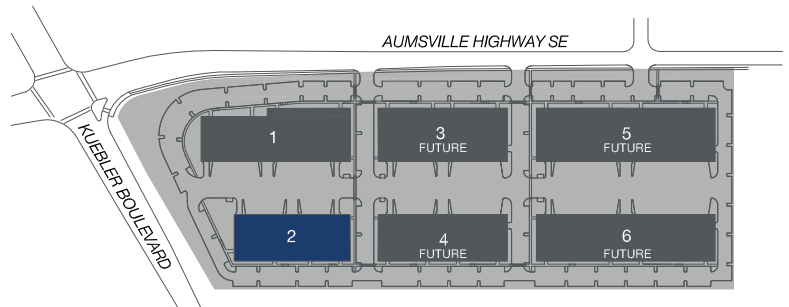 AUMSVILLE HIGHWAY SE
KUEBLER BOULEVARD
1
3
FUTURE
5
FUTURE
2
4
FUTURE
6
FUTURE